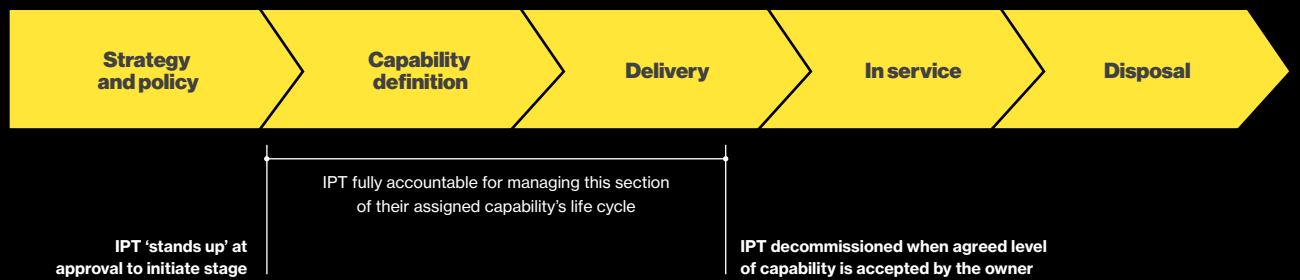 Strategy
and policy
Capability
definition
Delivery
In service
Disposal
IPT fully accountable for managing this section
of their assigned capability’s life cycle
IPT ‘stands up’ at
approval to initiate stage
IPT decommissioned when agreed level
of capability is accepted by the owner